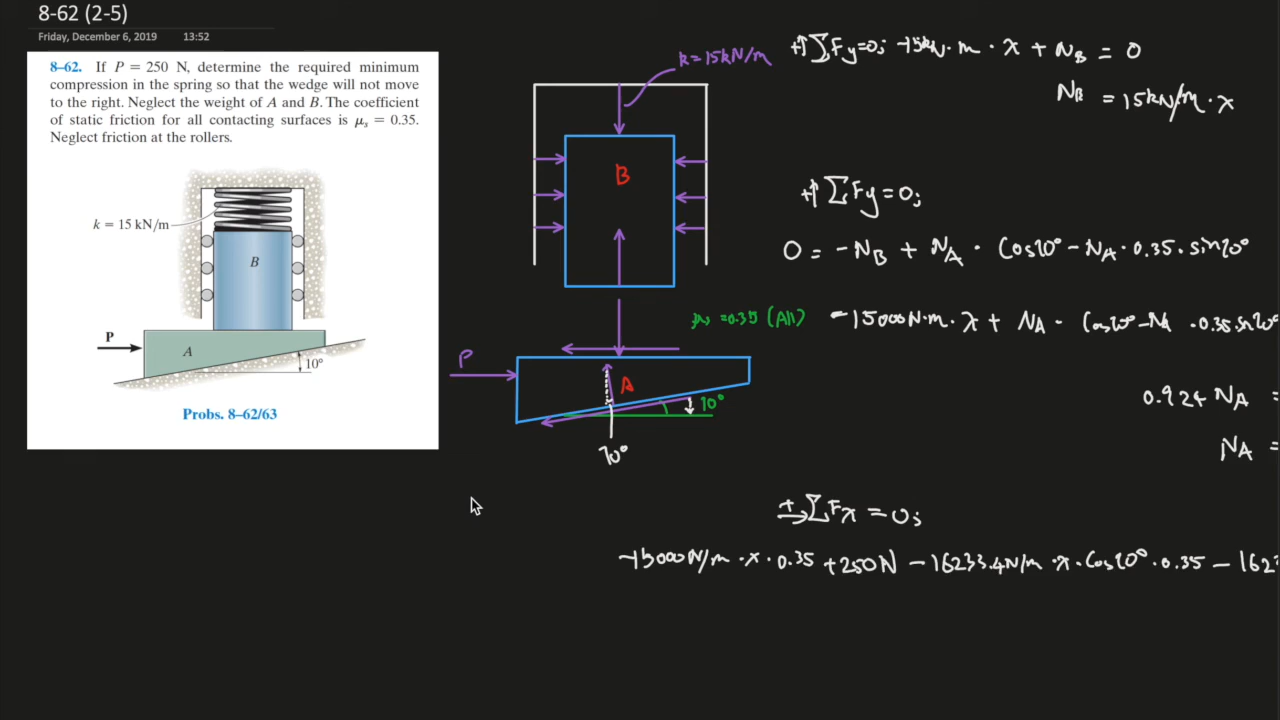 8-62 (2-5)
Friday, December 6, 2019 13:52
8–62. If P = 250 N, determine the required minimum
compression in the spring so that the wedge will not move
to the right. Neglect the weight of A and B. The coefficient
of static friction for all contacting surfaces is μs = 0.35.
Neglect friction at the rollers.
k = 15 kN/m
B
P
A
10°
Probs. 8–62/63
k = 15kN/m
B
μs = 0.35 (All)
P
A
10°
10°
+↑ ΣFy=0; -15kN·m · x + NB = 0
NB = 15kN/m · x
+↑ ΣFy=0;
0 = -NB + NA · Cos10° - NA · 0.35 · sin10°
-15000N·m · x + NA · Cos10° - NA · 0.35 sin10°
0.924 NA =
NA =
+→ ΣFx = 0;
-15000N/m · x · 0.35 + 250N - 16233.4N/m · x · Cos10° · 0.35 - 1623